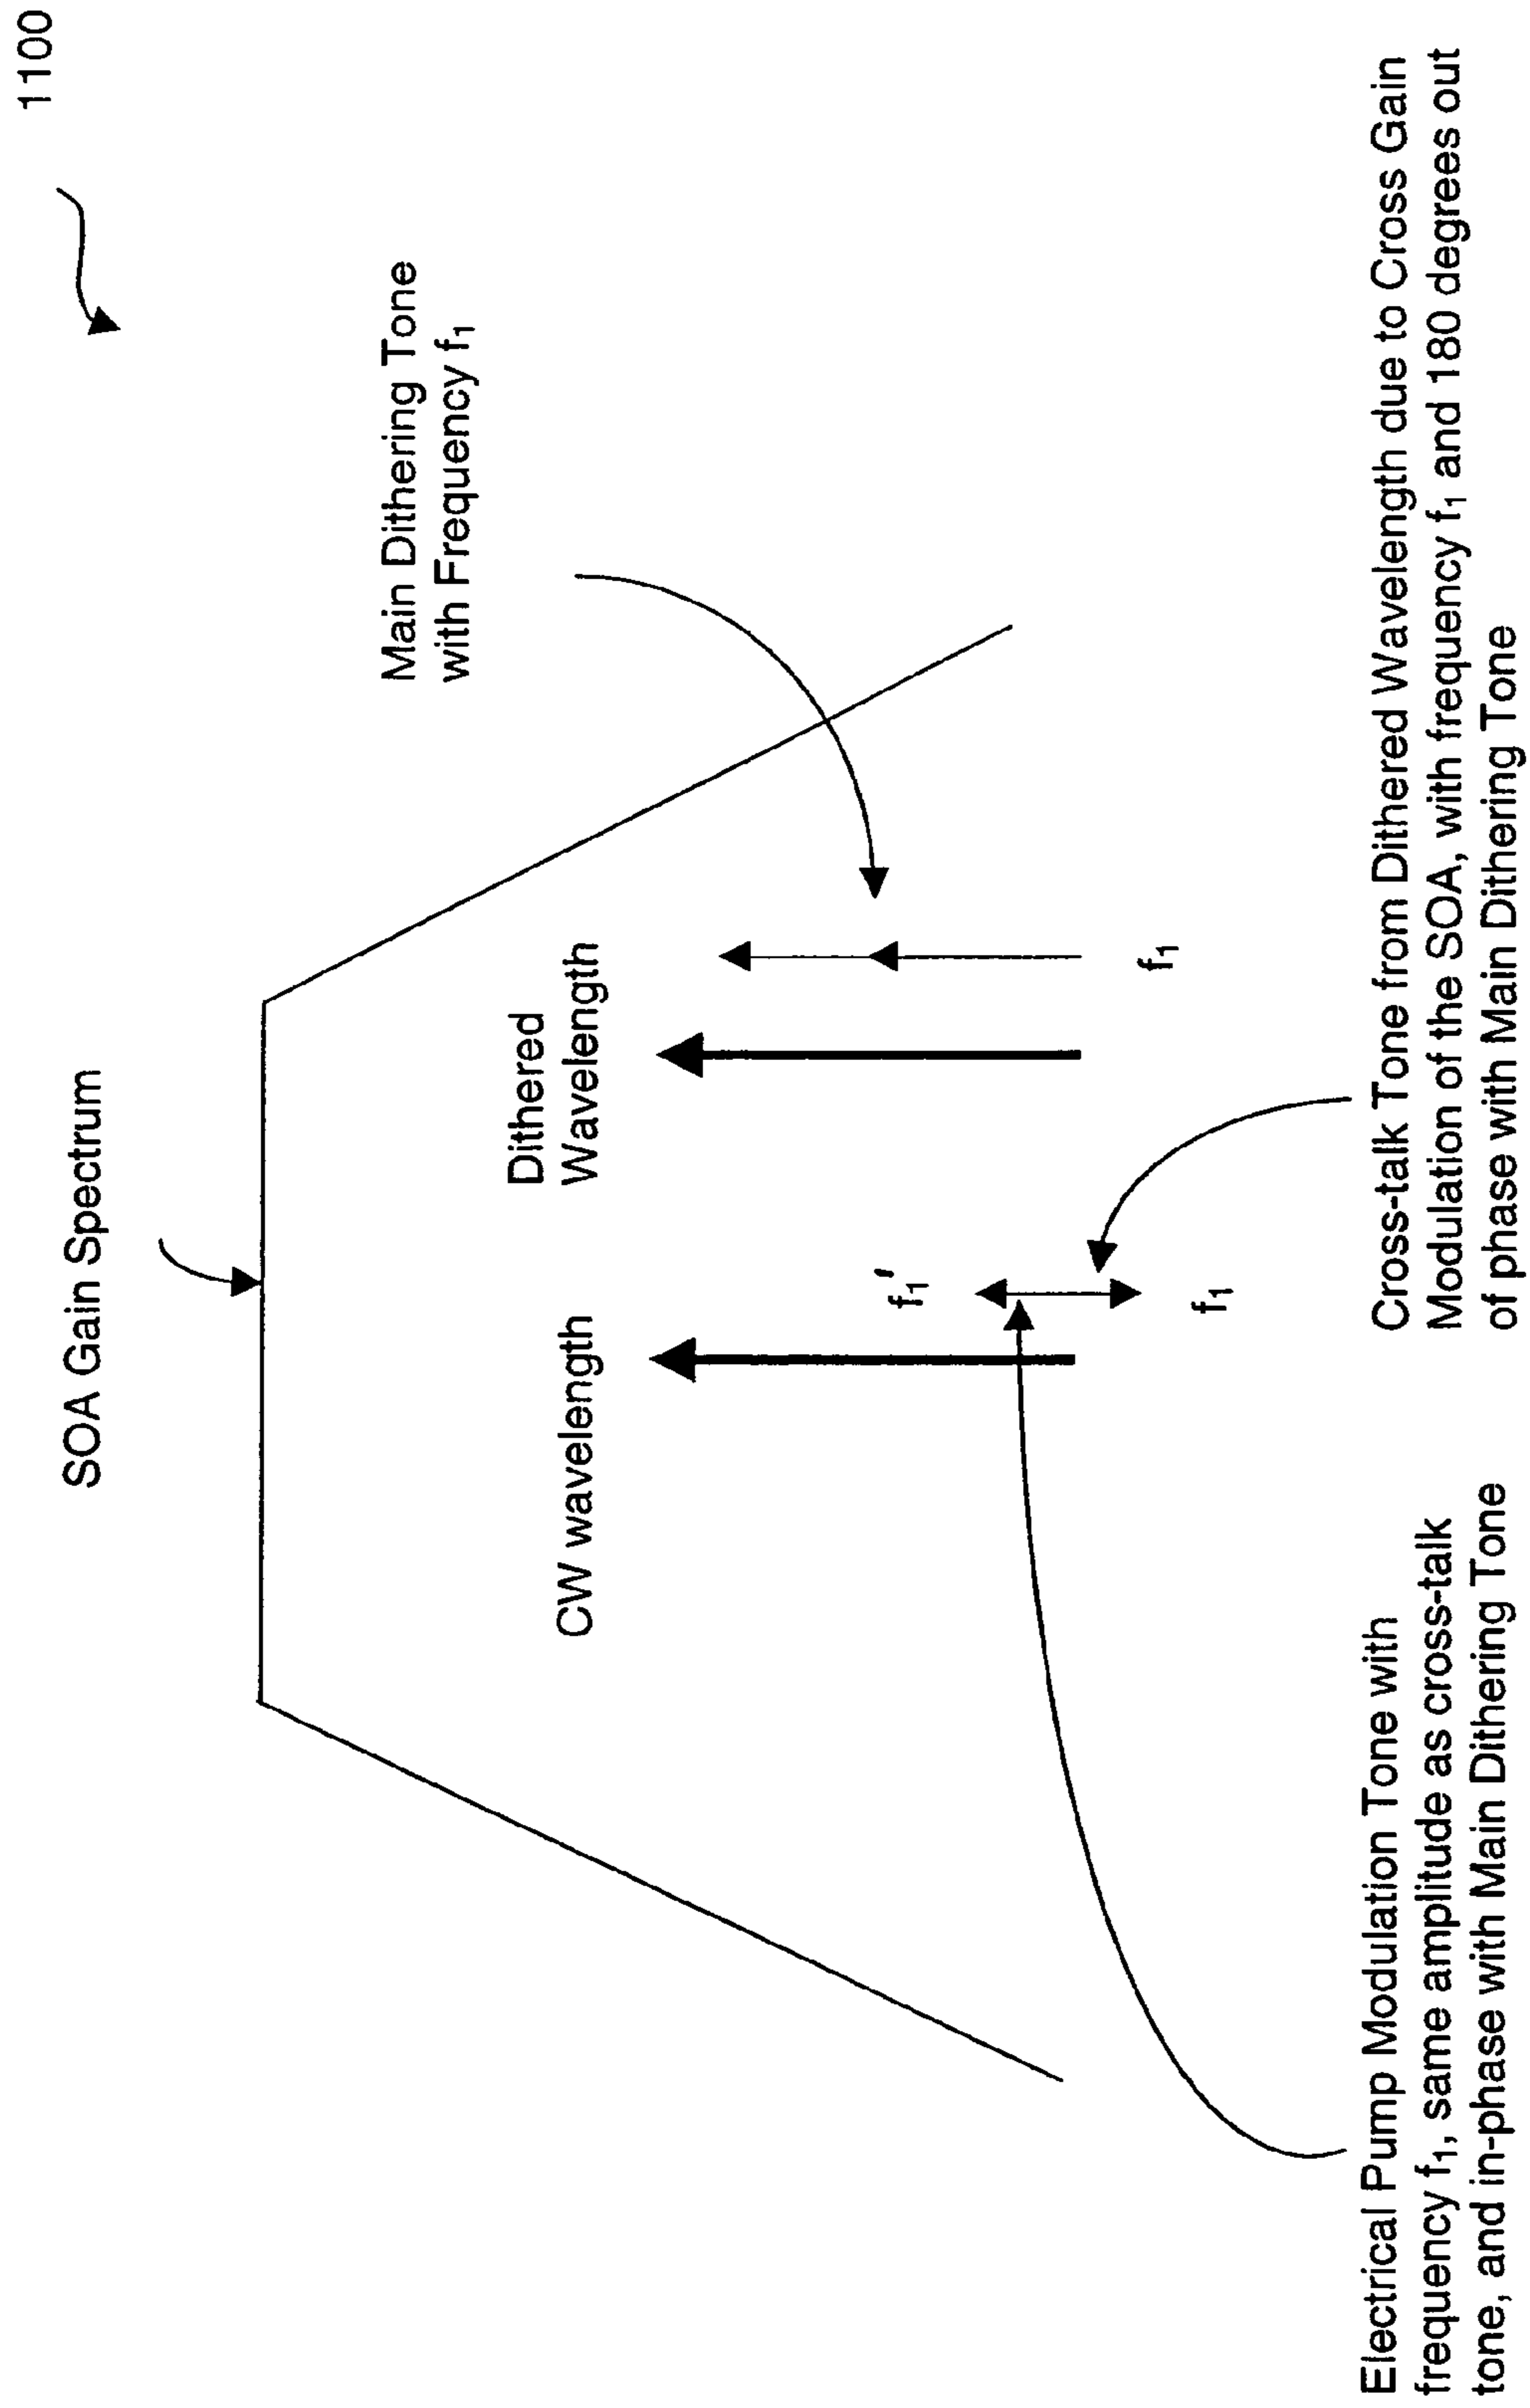 1100
SOA Gain Spectrum
Main Dithering Tone
with Frequency f₁
CW wavelength
Dithered
Wavelength
f₁′
f₁
f₁
Electrical Pump Modulation Tone with
frequency f₁, same amplitude as cross-talk
tone, and in-phase with Main Dithering Tone
Cross-talk Tone from Dithered Wavelength due to Cross Gain
Modulation of the SOA, with frequency f₁ and 180 degrees out
of phase with Main Dithering Tone